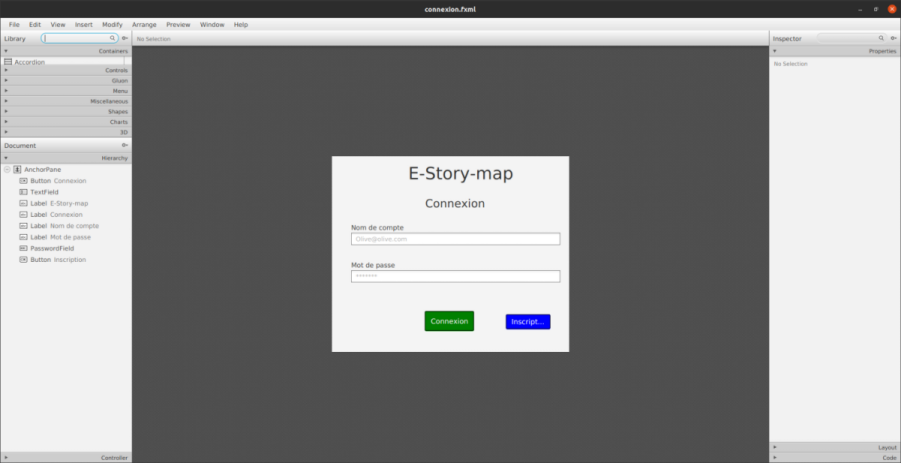 connexion.fxml
File Edit View Insert Modify Arrange Preview Window Help
Library
No Selection
Inspector
Containers
Properties
Accordion
No Selection
Controls
Gluon
Menu
Miscellaneous
Shapes
Charts
3D
Document
Hierarchy
AnchorPane
Button Connexion
TextField
Label E-Story-map
Label Connexion
Label Nom de compte
Label Mot de passe
PasswordField
Button Inscription
E-Story-map
Connexion
Nom de compte
Olive@olive.com
Mot de passe
*******
Connexion
Inscript...
Layout
Controller
Code